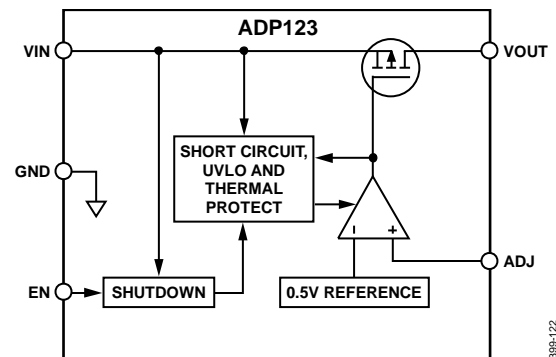 ADP123
VIN
VOUT
SHORT CIRCUIT,
UVLO AND
THERMAL
PROTECT
GND
– +
ADJ
EN
SHUTDOWN
0.5V REFERENCE